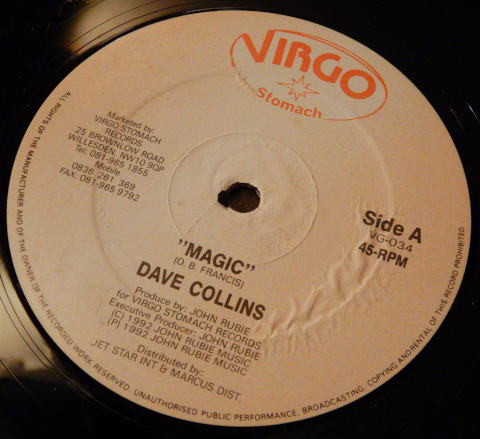 VIRGO
Stomach
Marketed by:
VIRGO STOMACH
RECORDS
25 BROWNLOW ROAD
WILLESDEN, NW10 9QP
Tel: 081-965 1855
Mobile
0836 281 369
FAX: 081-965 9792
Side A
VG-034
45-RPM
"MAGIC"
(O. B. FRANCIS)
DAVE COLLINS
Produce by: JOHN RUBIE
for VIRGO STOMACH RECORDS
Executive Producer: JOHN RUBIE
(C) 1992 JOHN RUBIE MUSIC
(P) 1992 JOHN RUBIE MUSIC
Distributed by:
JET STAR INT & MARCUS DIST.
ALL RIGHTS OF THE MANUFACTURER AND OF THE OWNER OF THE RECORDED WORK RESERVED. UNAUTHORISED PUBLIC PERFORMANCE, BROADCASTING, COPYING AND RENTAL OF THIS RECORD PROHIBITED.